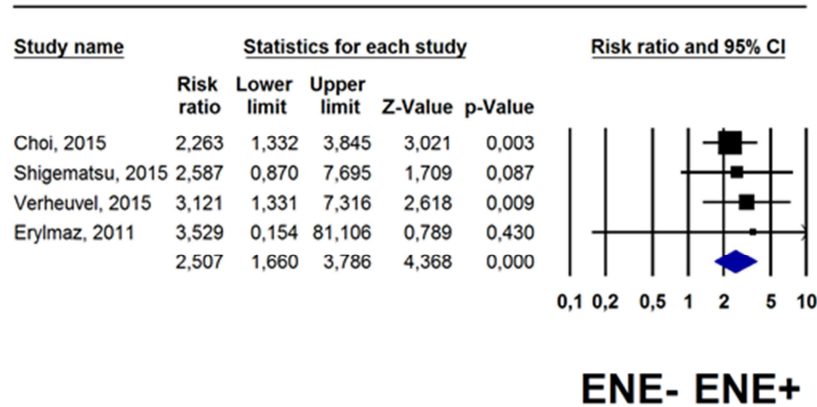 Study name Statistics for each study Risk ratio and 95% CI
Risk ratio Lower limit Upper limit Z-Value p-Value
Choi, 2015 2,263 1,332 3,845 3,021 0,003
Shigematsu, 2015 2,587 0,870 7,695 1,709 0,087
Verheuvel, 2015 3,121 1,331 7,316 2,618 0,009
Erylmaz, 2011 3,529 0,154 81,106 0,789 0,430
2,507 1,660 3,786 4,368 0,000
0,1 0,2 0,5 1 2 5 10
ENE- ENE+